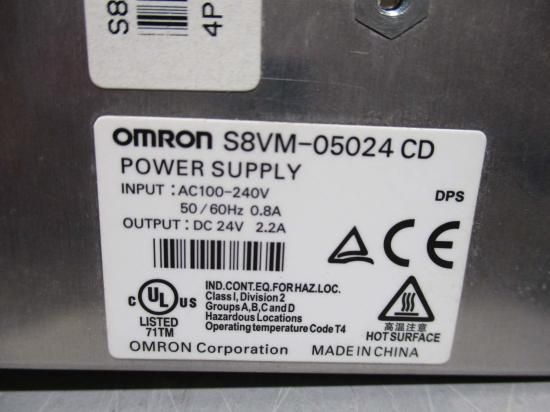 S8
4P
OMRON S8VM-05024 CD
POWER SUPPLY
INPUT : AC100-240V
50/60Hz 0.8A
OUTPUT : DC 24V 2.2A
DPS
CE
C UL US
LISTED
71TM
IND.CONT.EQ.FOR HAZ.LOC.
Class I, Division 2
Groups A,B,C and D
Hazardous Locations
Operating temperature Code T4
高温注意
HOT SURFACE
OMRON Corporation
MADE IN CHINA